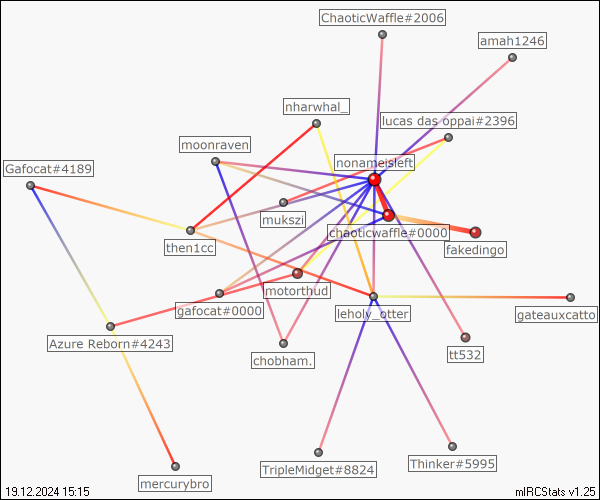 ChaoticWaffle#2006
amah1246
nharwhal_
lucas das oppai#2396
moonraven
nonameisleft
Gafocat#4189
mukszi
chaoticwaffle#0000
then1cc
fakedingo
motorthud
gafocat#0000
leholy_otter
gateauxcatto
Azure Reborn#4243
chobham.
tt532
TripleMidget#8824
Thinker#5995
mercurybro
19.12.2024 15:15
mIRCStats v1.25